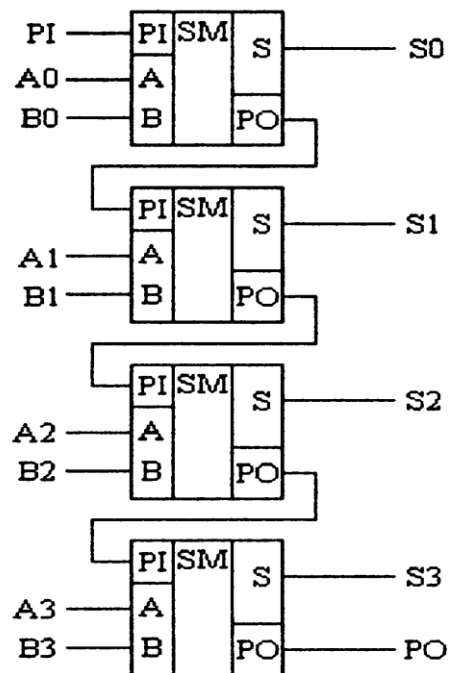 PI PI SM S S0
A0 A
B0 B PO
PI SM S S1
A1 A
B1 B PO
PI SM S S2
A2 A
B2 B PO
PI SM S S3
A3 A
B3 B PO PO